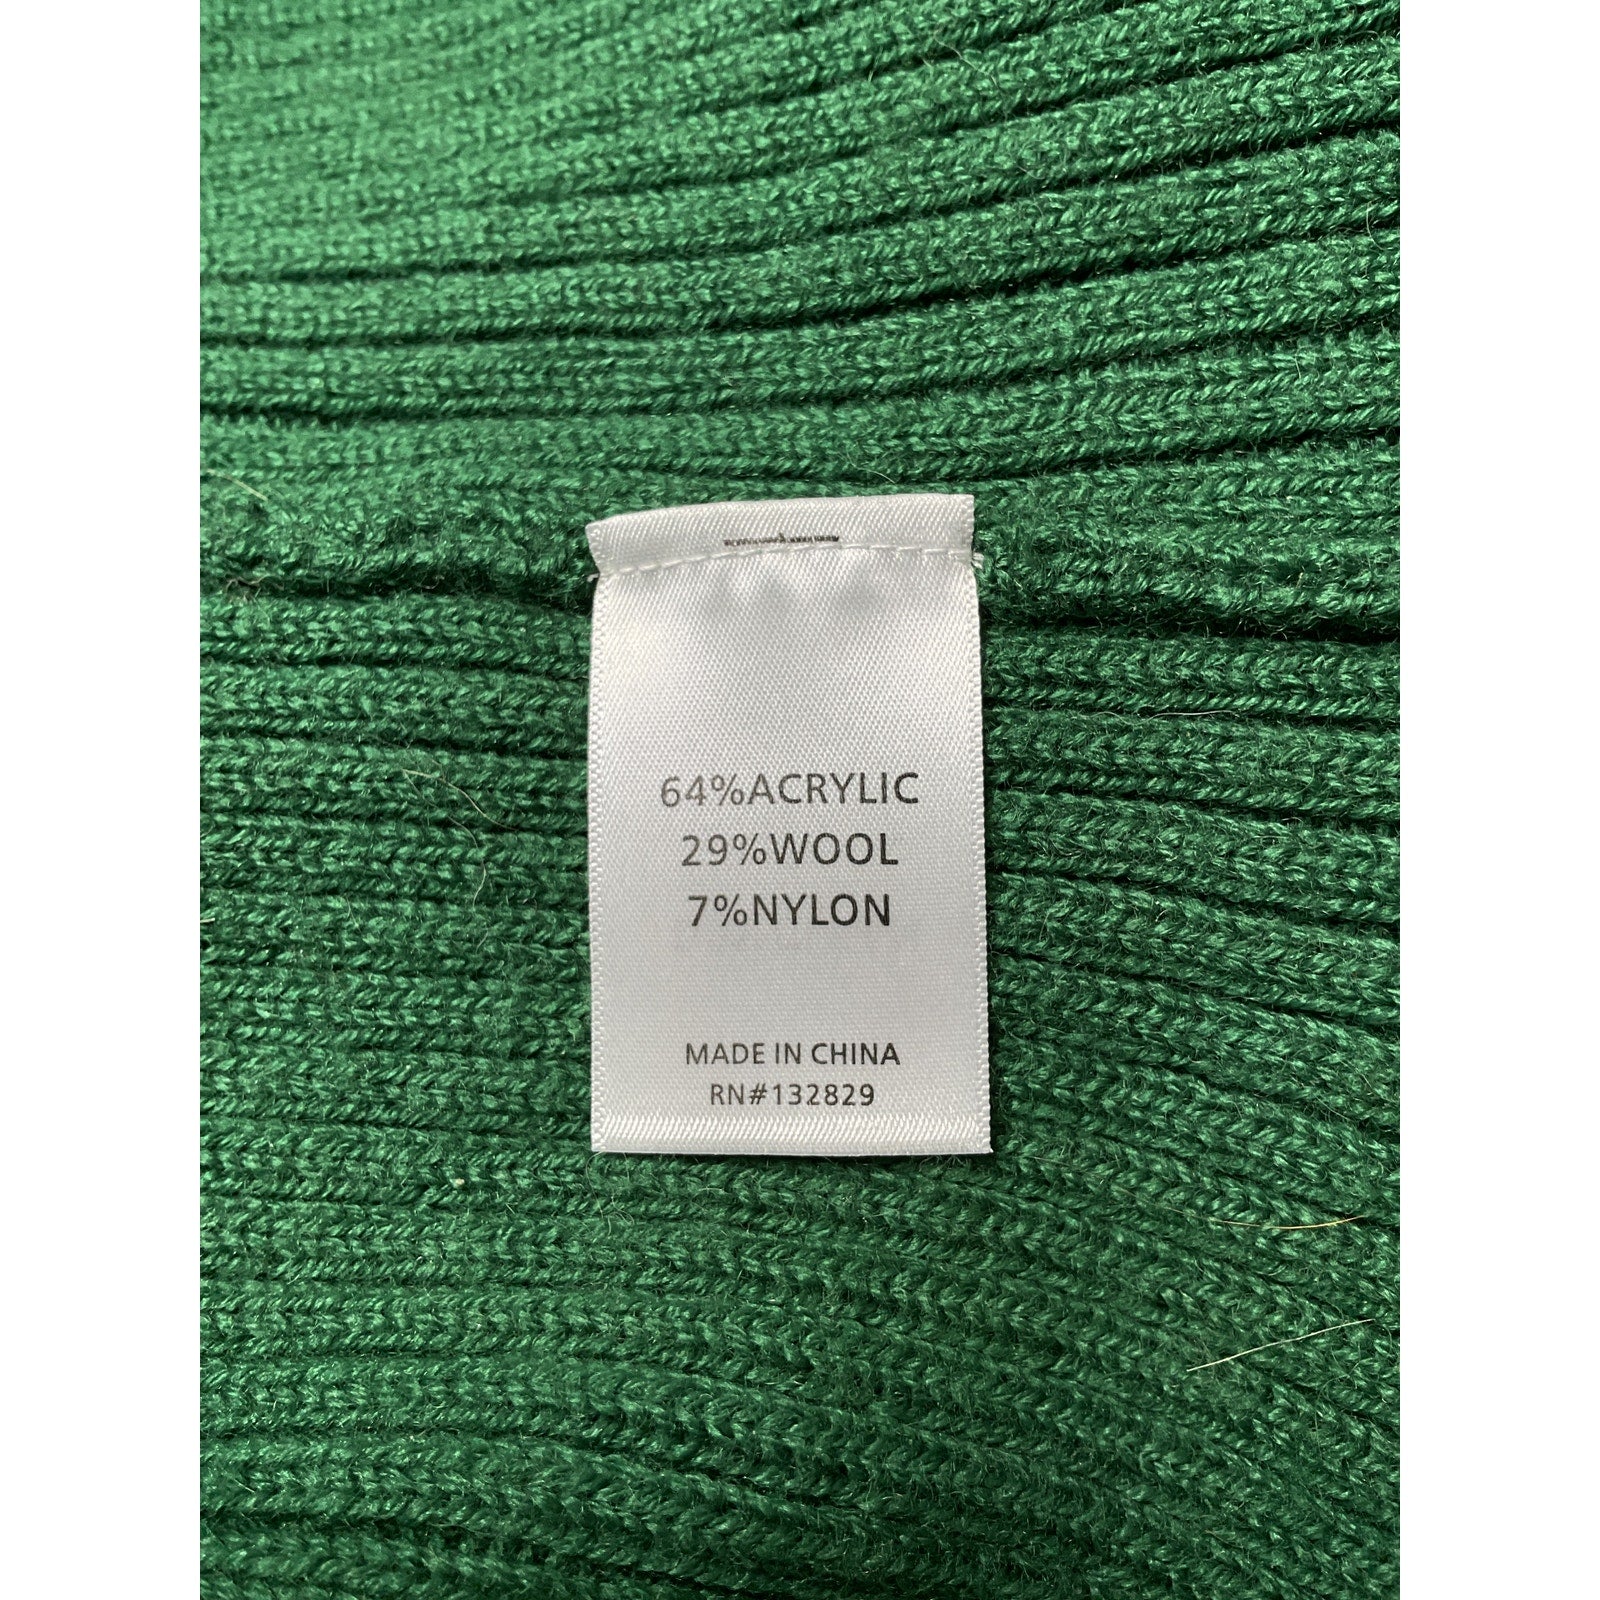 64%ACRYLIC
29%WOOL
7%NYLON
MADE IN CHINA
RN#132829